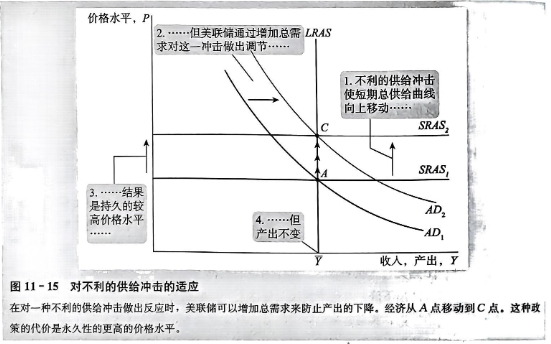 价格水平，P
2. ……但美联储通过增加总需
求对这一冲击做出调节……
LRAS
1. 不利的供给冲击
使短期总供给曲线
向上移动……
C
SRAS₂
SRAS₁
A
3. ……结果
是持久的较
高价格水平
……
4. ……但
产出不变
AD₂
AD₁
Ȳ
收入，产出，Y
图 11－15 对不利的供给冲击的适应
在对一种不利的供给冲击做出反应时，美联储可以增加总需求来防止产出的下降。经济从 A 点移动到 C 点。这种政
策的代价是永久性的更高的价格水平。